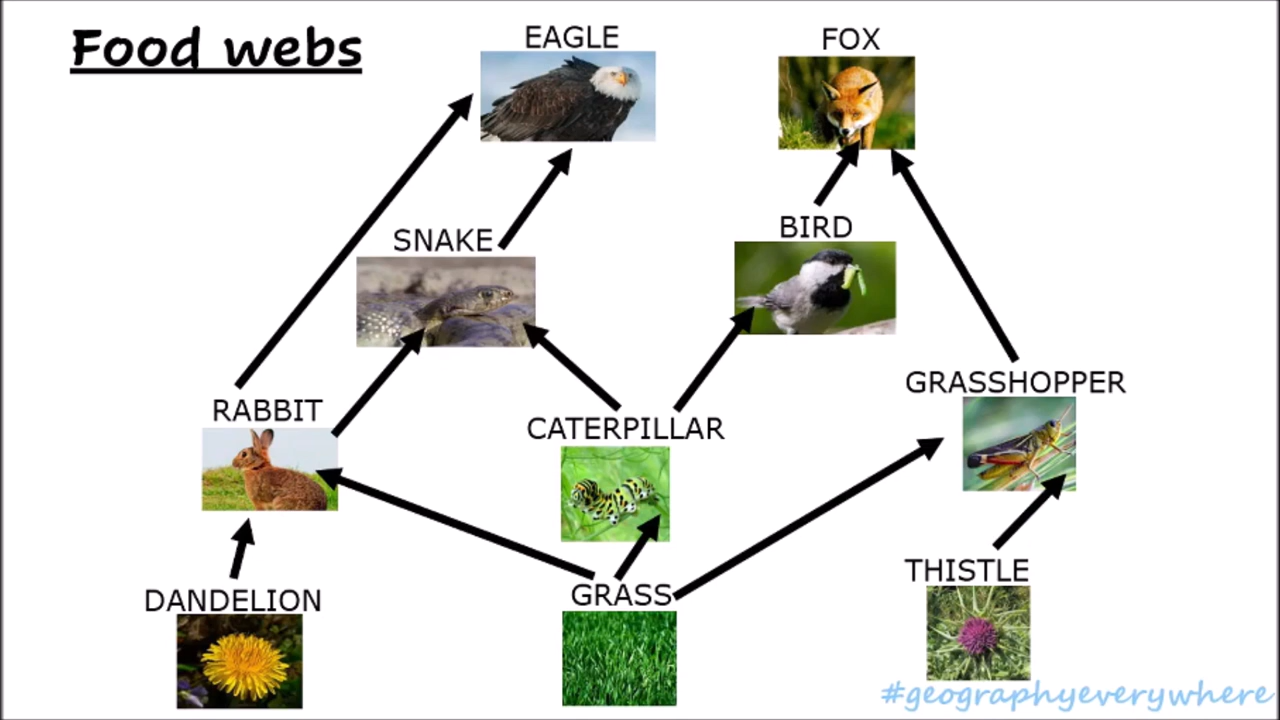 Food webs
EAGLE
FOX
SNAKE
BIRD
RABBIT
CATERPILLAR
GRASSHOPPER
DANDELION
GRASS
THISTLE
#geographyeverywhere